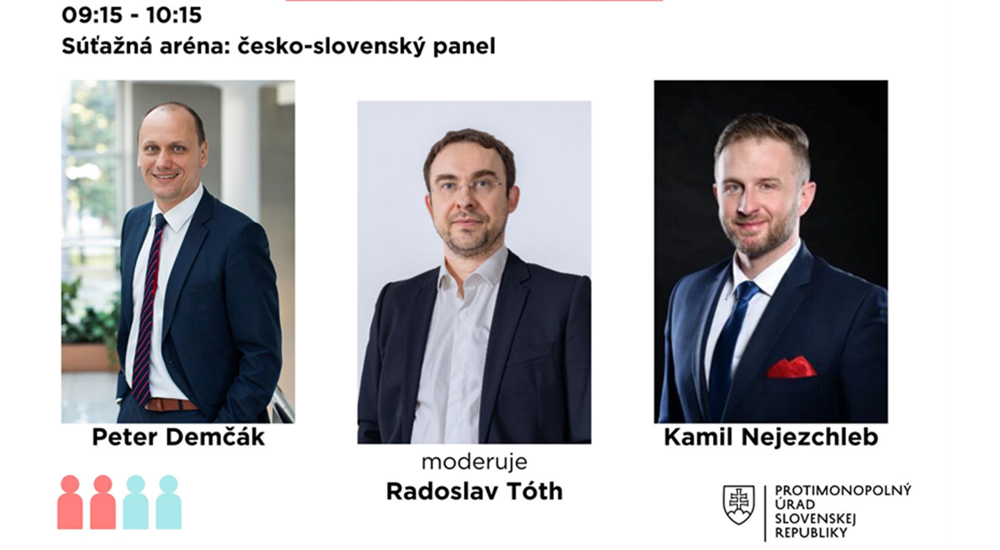 09:15 - 10:15
Súťažná aréna: česko-slovenský panel
Peter Demčák
moderuje
Radoslav Tóth
Kamil Nejezchleb
PROTIMONOPOLNÝ
ÚRAD
SLOVENSKEJ
REPUBLIKY